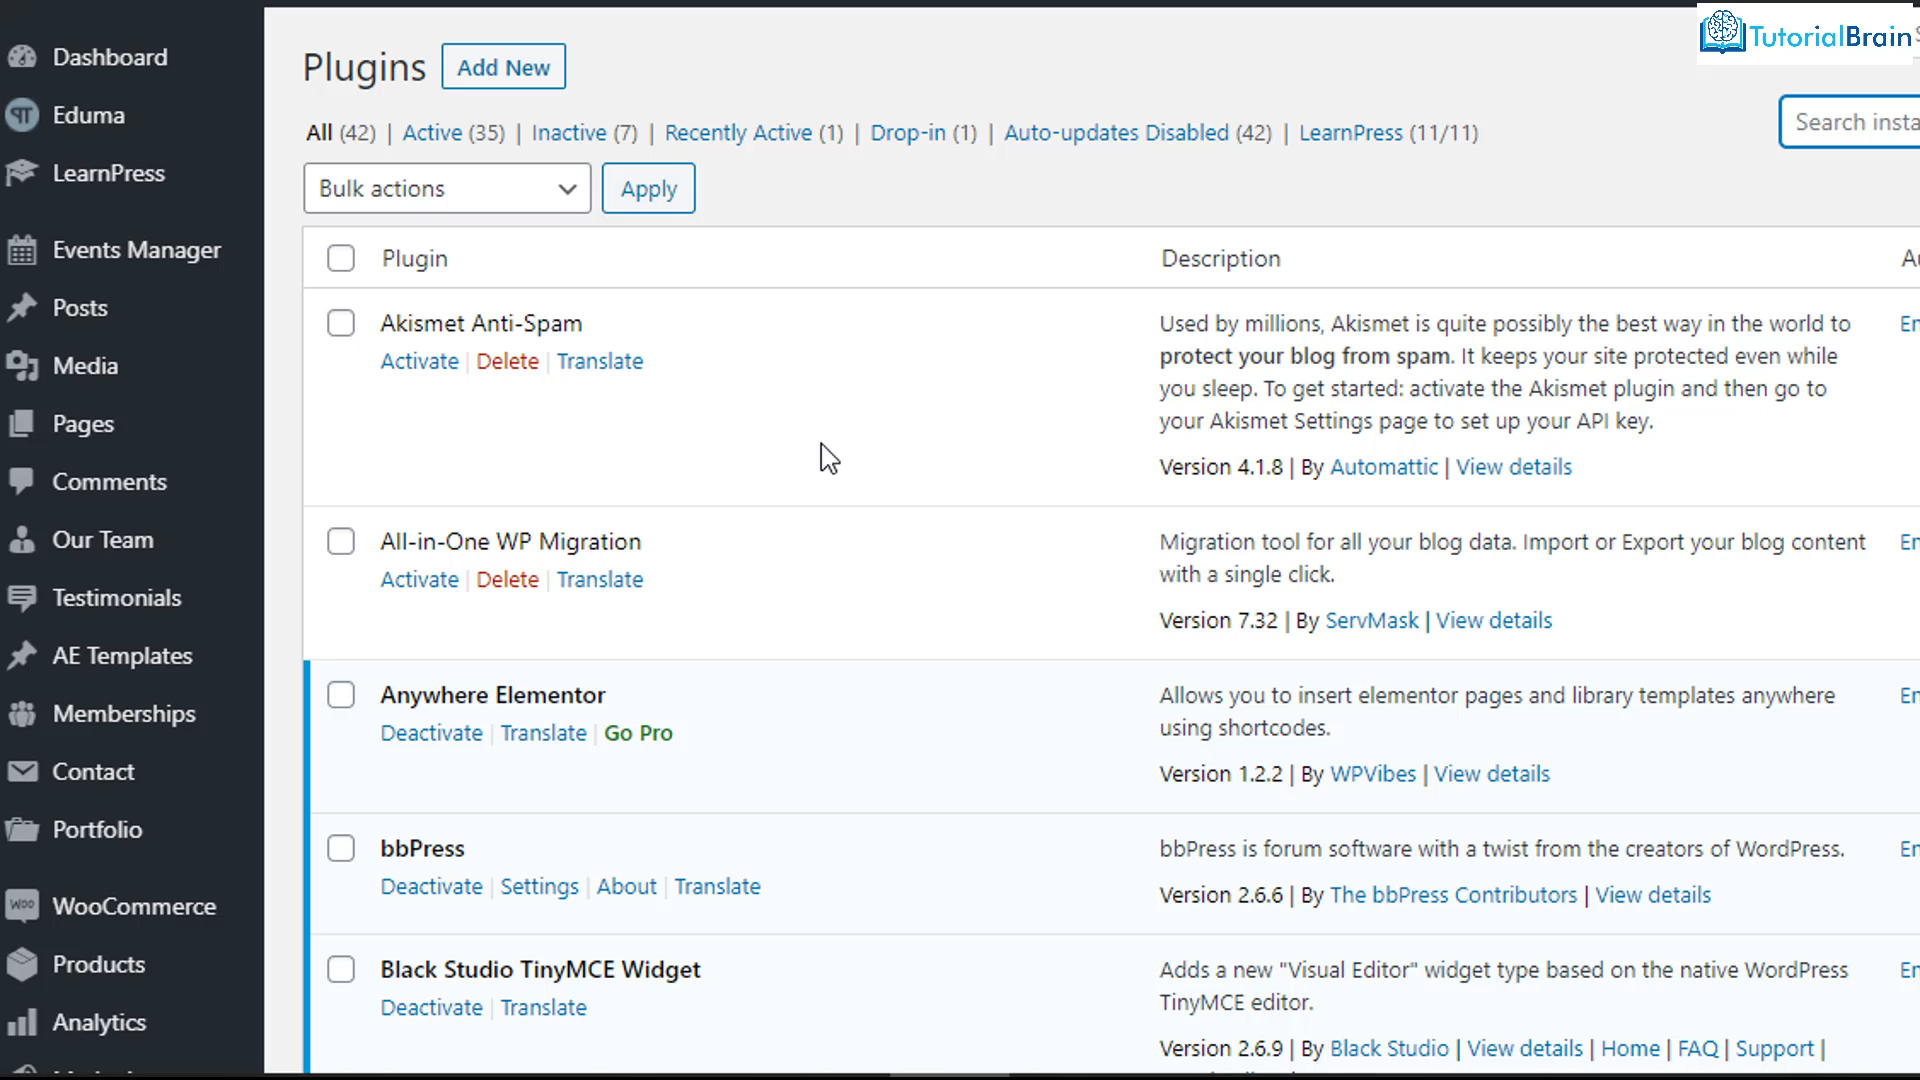 TutorialBrain
Dashboard
Eduma
LearnPress
Events Manager
Posts
Media
Pages
Comments
Our Team
Testimonials
AE Templates
Memberships
Contact
Portfolio
WOO
WooCommerce
Products
Analytics
Plugins
Add New
All (42) | Active (35) | Inactive (7) | Recently Active (1) | Drop-in (1) | Auto-updates Disabled (42) | LearnPress (11/11)
Search insta
Bulk actions
Apply
Plugin
Description
Akismet Anti-Spam
Activate | Delete | Translate
Used by millions, Akismet is quite possibly the best way in the world to
protect your blog from spam. It keeps your site protected even while
you sleep. To get started: activate the Akismet plugin and then go to
your Akismet Settings page to set up your API key.
Version 4.1.8 | By Automattic | View details
All-in-One WP Migration
Activate | Delete | Translate
Migration tool for all your blog data. Import or Export your blog content
with a single click.
Version 7.32 | By ServMask | View details
Anywhere Elementor
Deactivate | Translate | Go Pro
Allows you to insert elementor pages and library templates anywhere
using shortcodes.
Version 1.2.2 | By WPVibes | View details
bbPress
Deactivate | Settings | About | Translate
bbPress is forum software with a twist from the creators of WordPress.
Version 2.6.6 | By The bbPress Contributors | View details
Black Studio TinyMCE Widget
Deactivate | Translate
Adds a new "Visual Editor" widget type based on the native WordPress
TinyMCE editor.
Version 2.6.9 | By Black Studio | View details | Home | FAQ | Support |